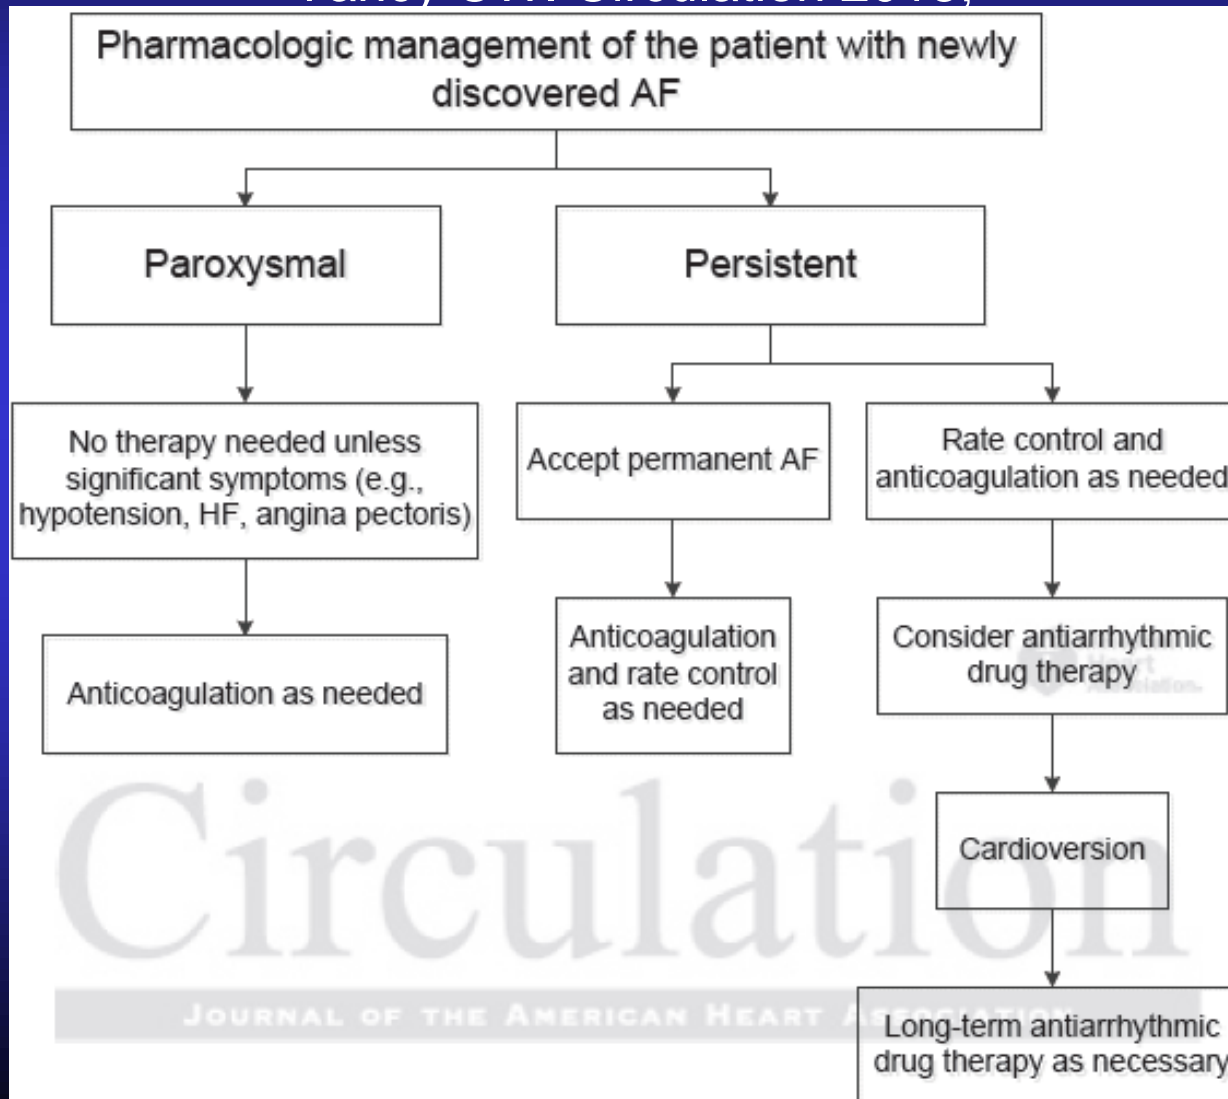 Pharmacologic management of the patient with newly
discovered AF
Paroxysmal
Persistent
No therapy needed unless
significant symptoms (e.g.,
hypotension, HF, angina pectoris)
Accept permanent AF
Rate control and
anticoagulation as needed
Anticoagulation as needed
Anticoagulation
and rate control
as needed
Consider antiarrhythmic
drug therapy
Cardioversion
Circulation
JOURNAL OF THE AMERICAN HEART ASSOCIATION
Long-term antiarrhythmic
drug therapy as necessary